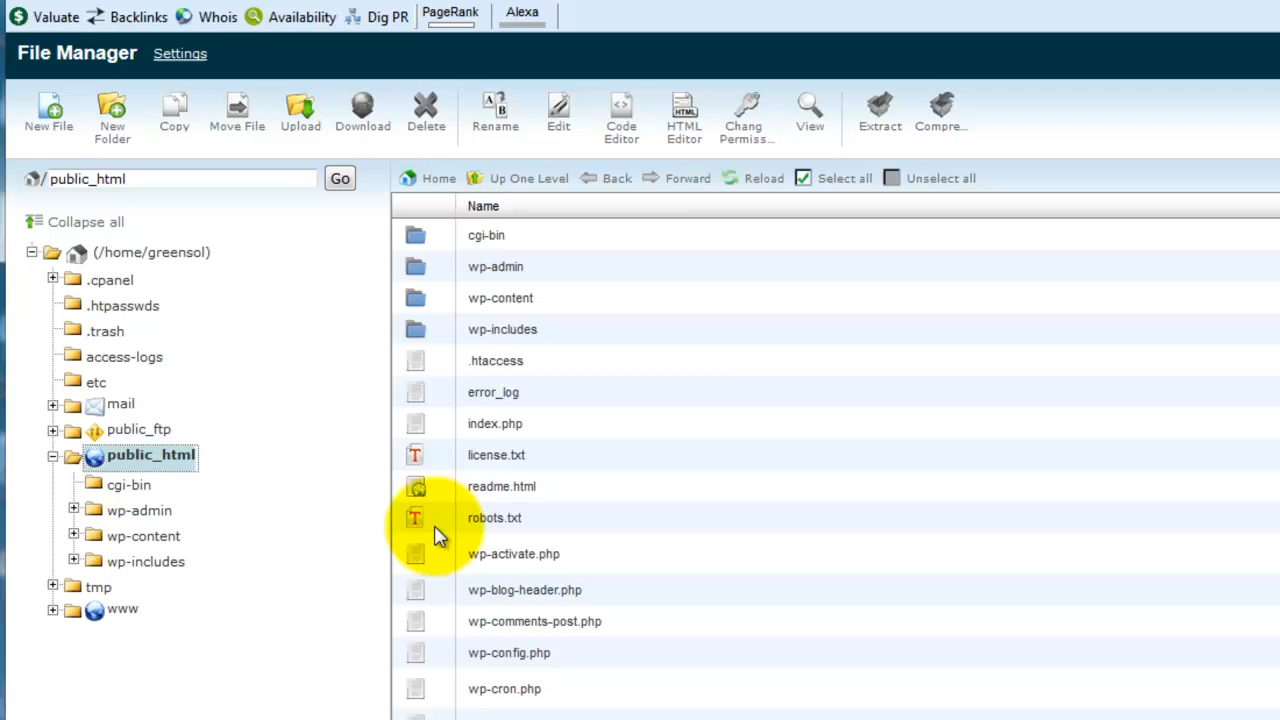 Valuate Backlinks Whois Availability Dig PR PageRank Alexa
File Manager Settings
New File New Folder Copy Move File Upload Download Delete Rename Edit Code Editor HTML Editor Chang Permiss... View Extract Compre...
/ public_html Go
Home Up One Level Back Forward Reload Select all Unselect all
Collapse all
(/home/greensol)
.cpanel
.htpasswds
.trash
access-logs
etc
mail
public_ftp
public_html
cgi-bin
wp-admin
wp-content
wp-includes
tmp
www
Name
cgi-bin
wp-admin
wp-content
wp-includes
.htaccess
error_log
index.php
license.txt
readme.html
robots.txt
wp-activate.php
wp-blog-header.php
wp-comments-post.php
wp-config.php
wp-cron.php